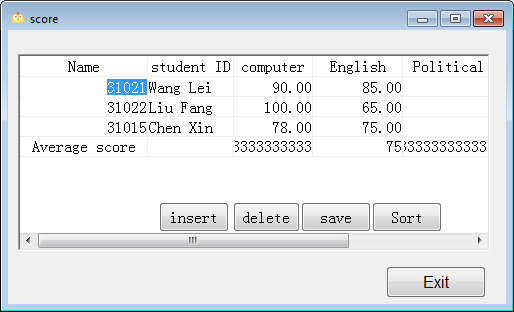 score
Name student ID computer English Political
31021 Wang Lei 90.00 85.00
31022 Liu Fang 100.00 65.00
31015 Chen Xin 78.00 75.00
Average score 3333333333 75 33333333333
insert delete save Sort
Exit